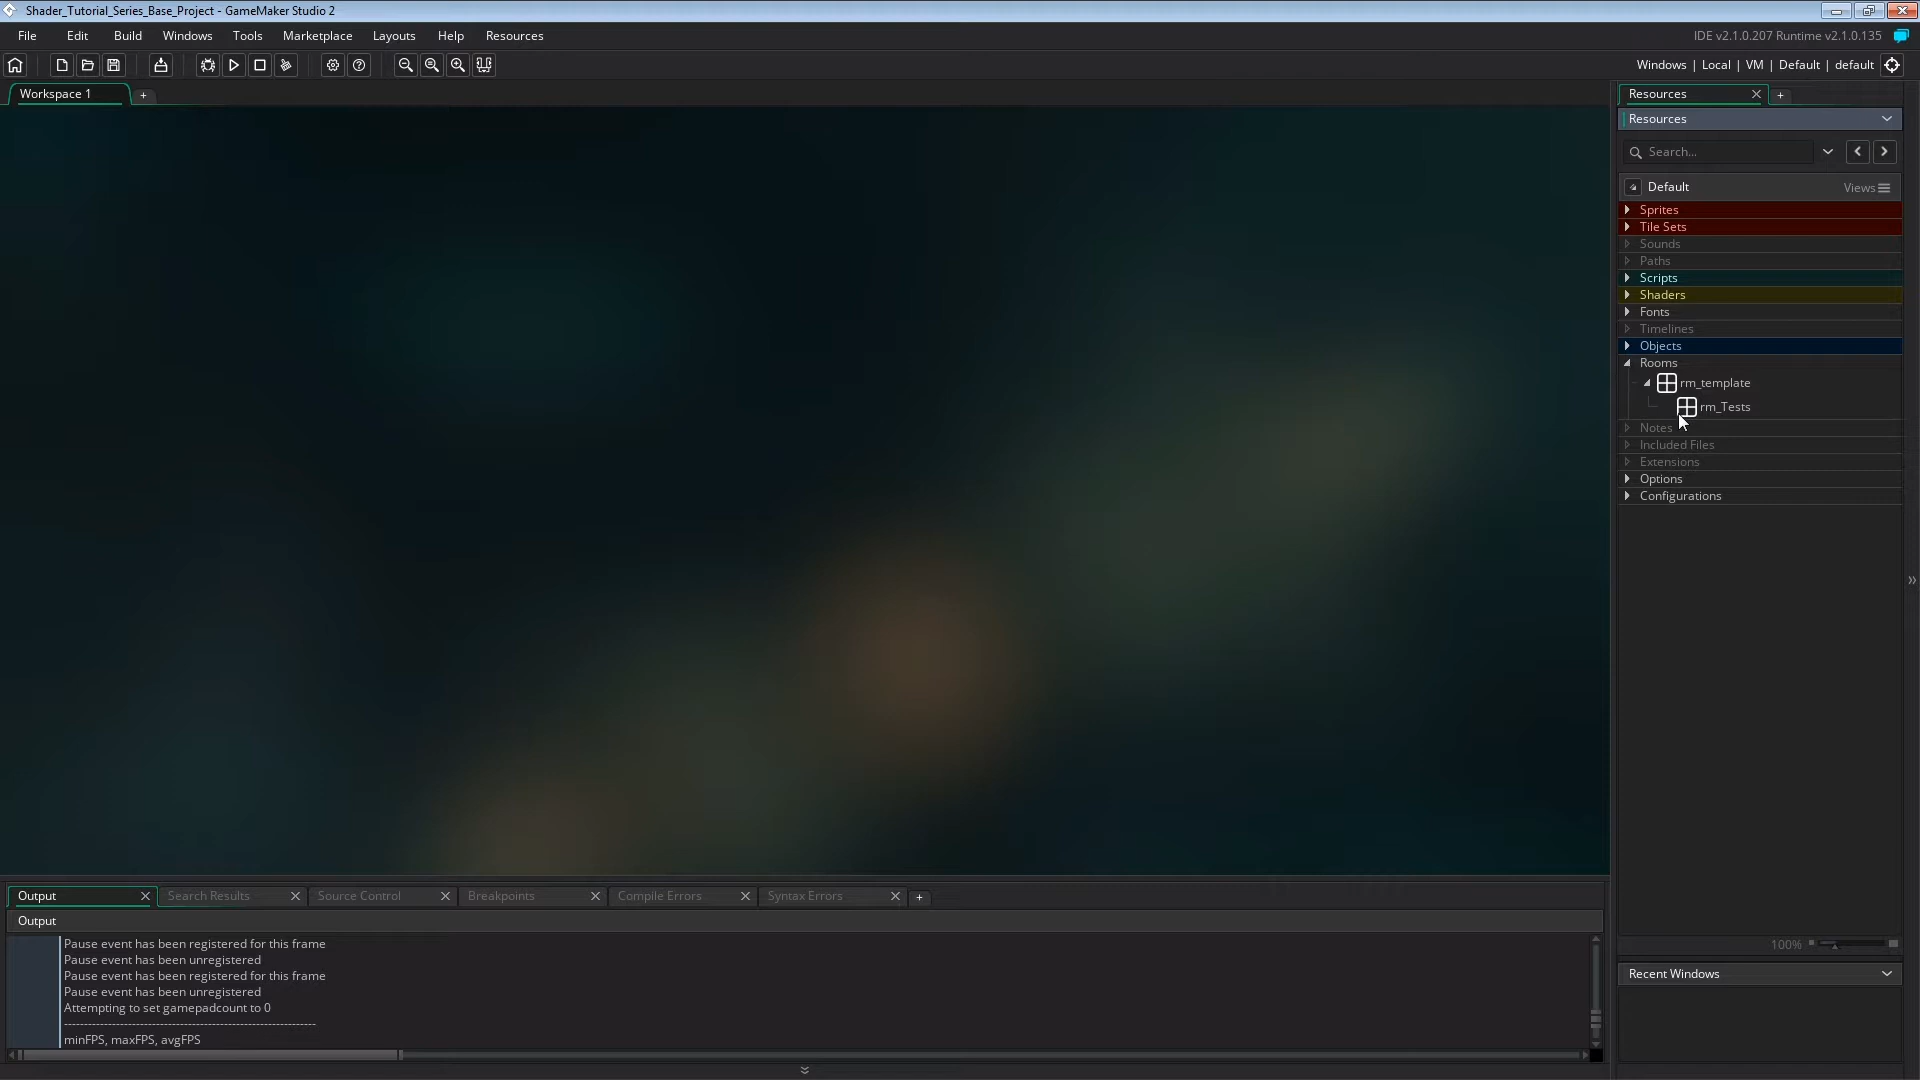 Shader_Tutorial_Series_Base_Project - GameMaker Studio 2
File Edit Build Windows Tools Marketplace Layouts Help Resources
IDE v2.1.0.207 Runtime v2.1.0.135
Windows | Local | VM | Default | default
Workspace 1 +
Resources +
Resources
Search...
Default Views
Sprites
Tile Sets
Sounds
Paths
Scripts
Shaders
Fonts
Timelines
Objects
Rooms
rm_template
rm_Tests
Notes
Included Files
Extensions
Options
Configurations
100%
Recent Windows
Output Search Results Source Control Breakpoints Compile Errors Syntax Errors +
Output
Pause event has been registered for this frame
Pause event has been unregistered
Pause event has been registered for this frame
Pause event has been unregistered
Attempting to set gamepadcount to 0
---------------------------------------------------------------
minFPS, maxFPS, avgFPS